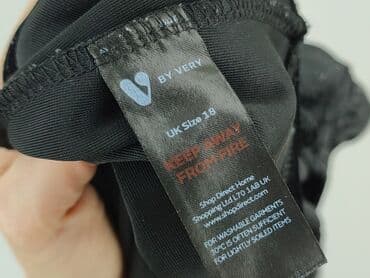 V BY VERY
UK Size 18
KEEP AWAY
FROM FIRE
Shop Direct Home
Shopping Ltd L70 1AB UK
www.shopdirect.com
FOR WASHABLE GARMENTS
30°C IS OFTEN SUFFICIENT
FOR LIGHTLY SOILED ITEMS